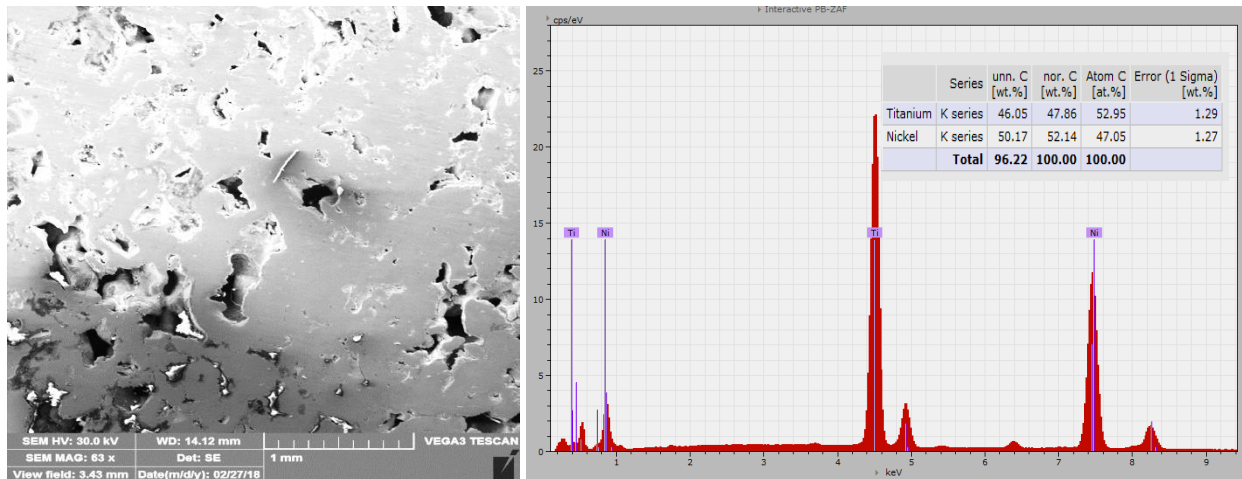 SEM HV: 30.0 kV WD: 14.12 mm VEGA3 TESCAN
SEM MAG: 63 x Det: SE 1 mm
View field: 3.43 mm Date(m/d/y): 02/27/18
Interactive PB-ZAF
cps/eV
Series unn. C nor. C Atom C Error (1 Sigma)
[wt.%] [wt.%] [at.%] [wt.%]
Titanium K series 46.05 47.86 52.95 1.29
Nickel K series 50.17 52.14 47.05 1.27
Total 96.22 100.00 100.00
25
20
15
10
5
0
Ti Ni Ti Ni
1 2 3 4 5 6 7 8 9
keV